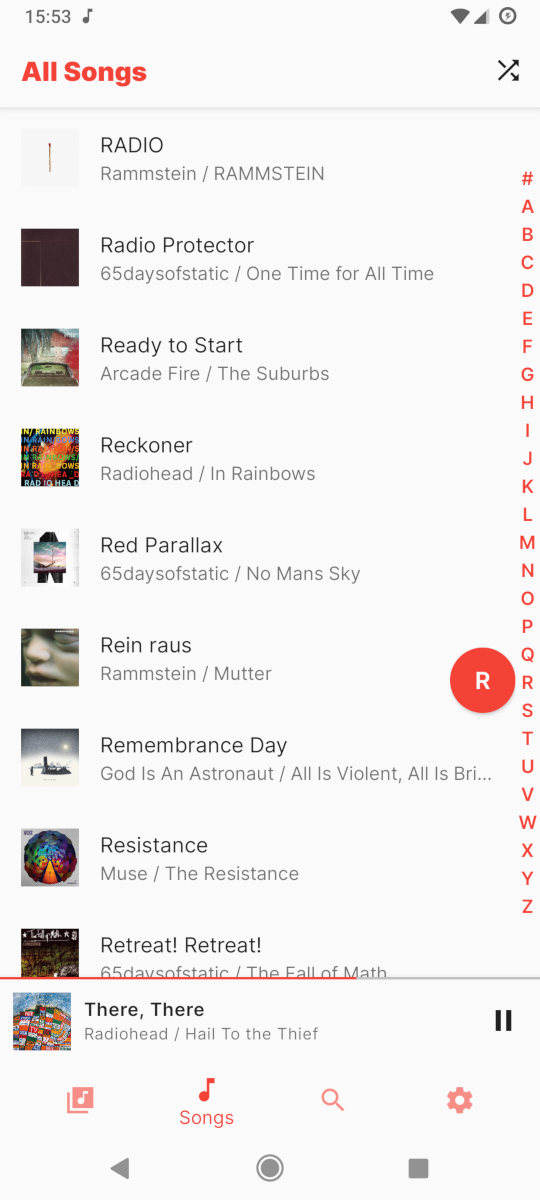 15:53
All Songs
RADIO
Rammstein / RAMMSTEIN
Radio Protector
65daysofstatic / One Time for All Time
Ready to Start
Arcade Fire / The Suburbs
Reckoner
Radiohead / In Rainbows
Red Parallax
65daysofstatic / No Mans Sky
Rein raus
Rammstein / Mutter
Remembrance Day
God Is An Astronaut / All Is Violent, All Is Bri...
Resistance
Muse / The Resistance
Retreat! Retreat!
65daysofstatic / The Fall of Math
#
A
B
C
D
E
F
G
H
I
J
K
L
M
N
O
P
Q
R
R
S
T
U
V
W
X
Y
Z
There, There
Radiohead / Hail To the Thief
Songs